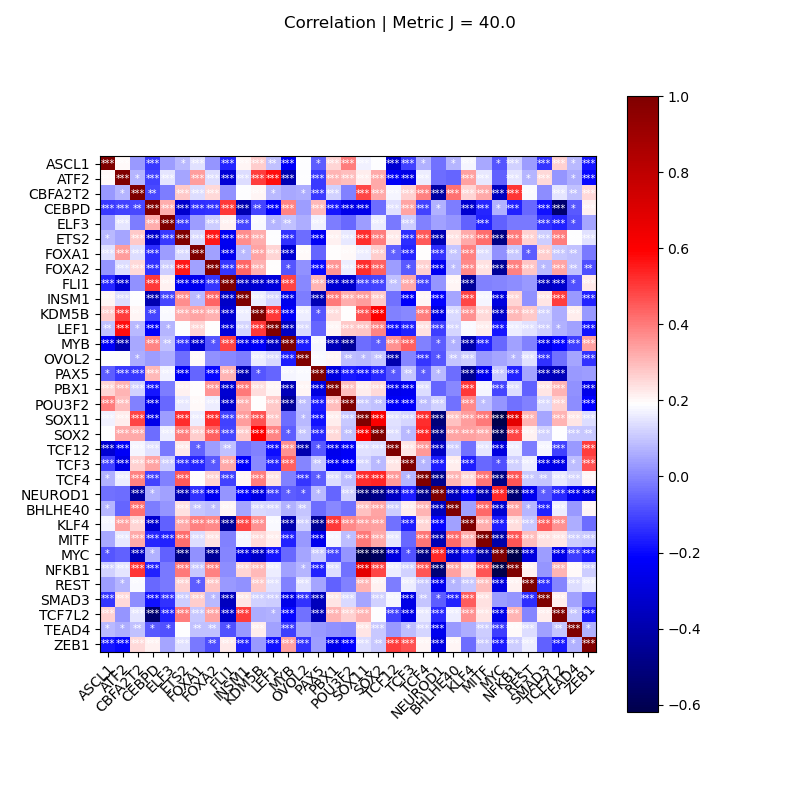 Correlation | Metric J = 40.0
ASCL1
ATF2
CBFA2T2
CEBPD
ELF3
ETS2
FOXA1
FOXA2
FLI1
INSM1
KDM5B
LEF1
MYB
OVOL2
PAX5
PBX1
POU3F2
SOX11
SOX2
TCF12
TCF3
TCF4
NEUROD1
BHLHE40
KLF4
MITF
MYC
NFKB1
REST
SMAD3
TCF7L2
TEAD4
ZEB1
ASCL1
ATF2
CBFA2T2
CEBPD
ELF3
ETS2
FOXA1
FOXA2
FLI1
INSM1
KDM5B
LEF1
MYB
OVOL2
PAX5
PBX1
POU3F2
SOX11
SOX2
TCF12
TCF3
TCF4
NEUROD1
BHLHE40
KLF4
MITF
MYC
NFKB1
REST
SMAD3
TCF7L2
TEAD4
ZEB1
1.0
0.8
0.6
0.4
0.2
0.0
−0.2
−0.4
−0.6